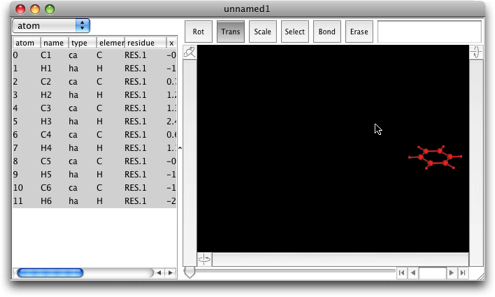 unnamed1
atom
Rot Trans Scale Select Bond Erase
atom name type elemer residue x
0 C1 ca C RES.1 -0
1 H1 ha H RES.1 -1
2 C2 ca C RES.1 0.
3 H2 ha H RES.1 1.2
4 C3 ca C RES.1 1.
5 H3 ha H RES.1 2.4
6 C4 ca C RES.1 0.6
7 H4 ha H RES.1 1.
8 C5 ca C RES.1 -0
9 H5 ha H RES.1 -1
10 C6 ca C RES.1 -1
11 H6 ha H RES.1 -2